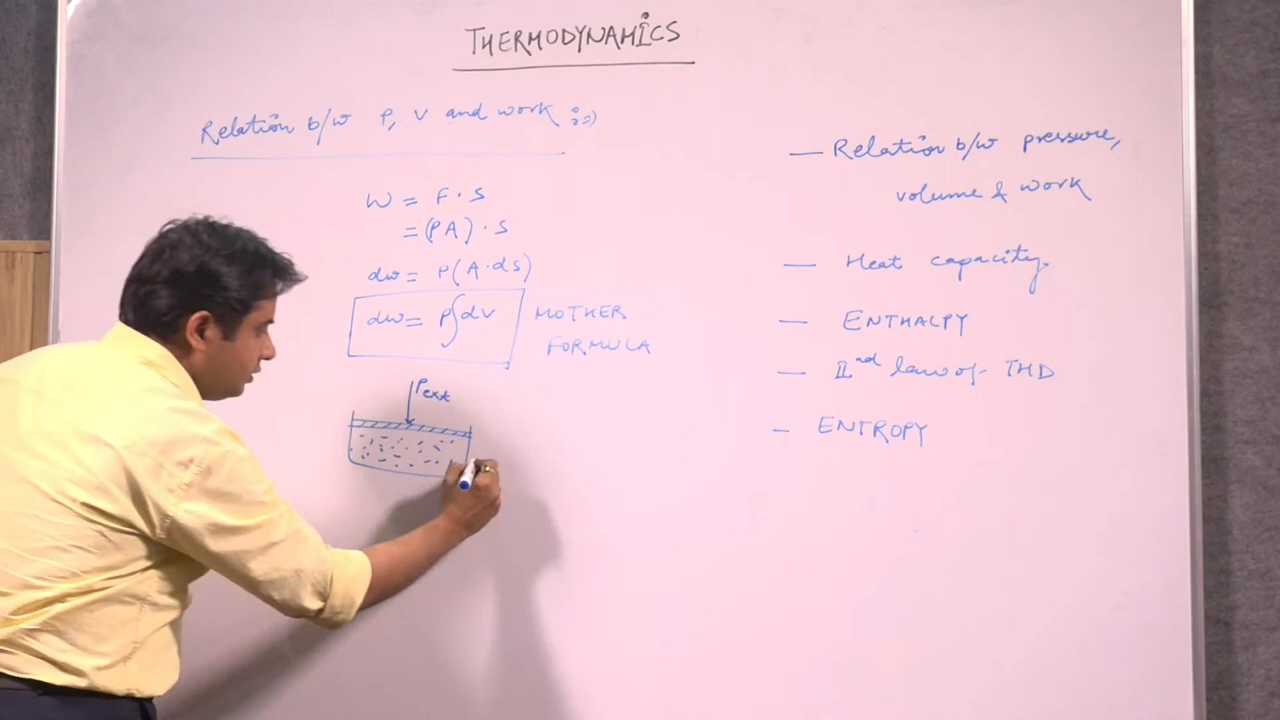 THERMODYNAMICS
Relation b/w P, V and work :-)
W = F · S
= (PA) · S
dw = P(A·ds)
dw = P∫dv
MOTHER
FORMULA
Pext
— Relation b/w pressure,
volume & work
— Heat capacity
— ENTHALPY
— IInd law of THD
— ENTROPY